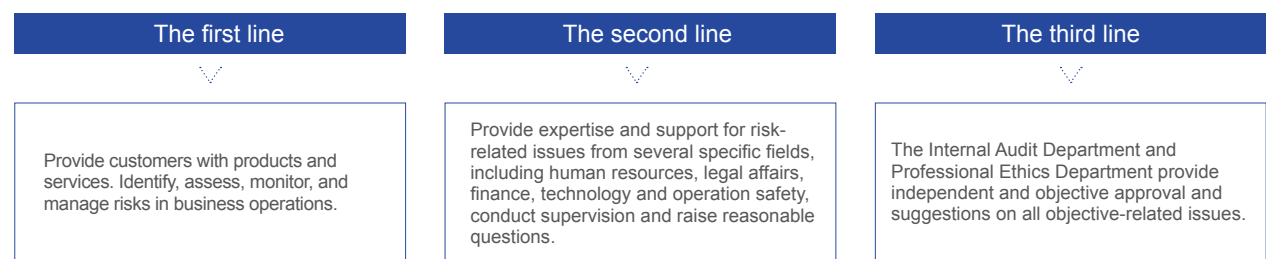 The first line
Provide customers with products and
services. Identify, assess, monitor, and
manage risks in business operations.
The second line
Provide expertise and support for risk-
related issues from several specific fields,
including human resources, legal affairs,
finance, technology and operation safety,
conduct supervision and raise reasonable
questions.
The third line
The Internal Audit Department and
Professional Ethics Department provide
independent and objective approval and
suggestions on all objective-related issues.